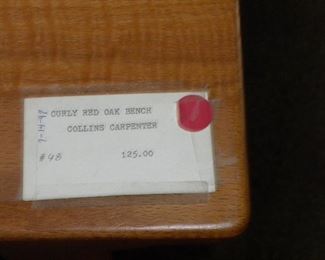 7-14-97
CURLY RED OAK BENCH
COLLINS CARPENTER
#48 125.00